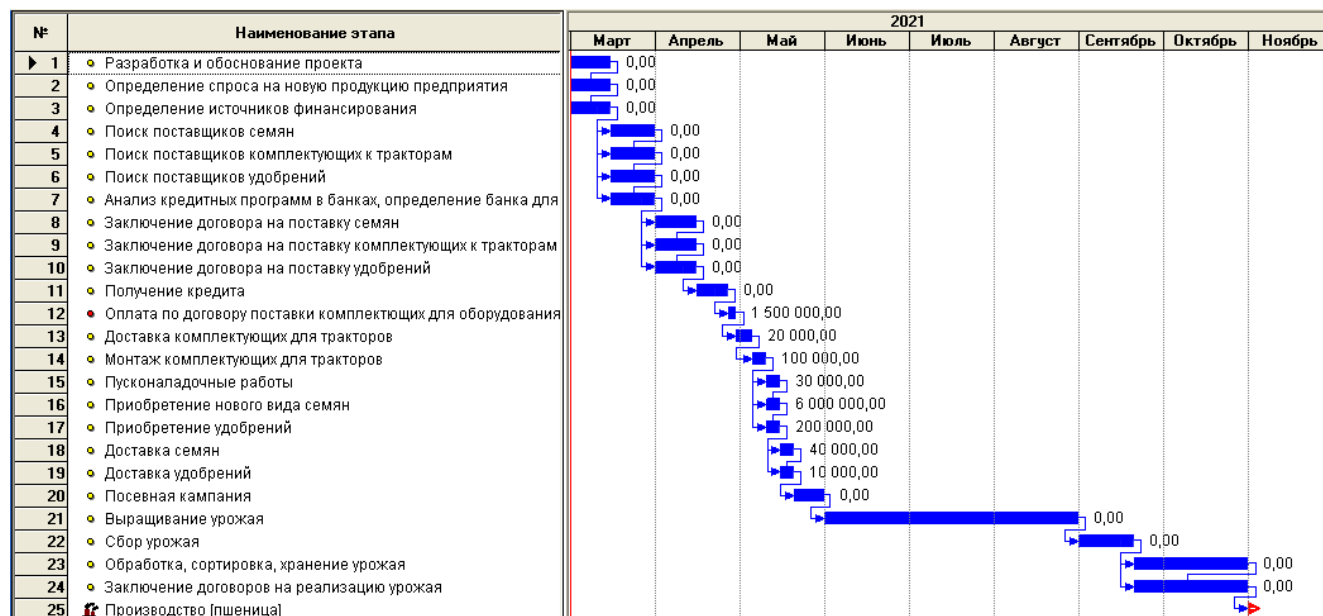 № Наименование этапа 2021
Март Апрель Май Июнь Июль Август Сентябрь Октябрь Ноябрь
1 Разработка и обоснование проекта 0,00
2 Определение спроса на новую продукцию предприятия 0,00
3 Определение источников финансирования 0,00
4 Поиск поставщиков семян 0,00
5 Поиск поставщиков комплектующих к тракторам 0,00
6 Поиск поставщиков удобрений 0,00
7 Анализ кредитных программ в банках, определение банка для 0,00
8 Заключение договора на поставку семян 0,00
9 Заключение договора на поставку комплектующих к тракторам 0,00
10 Заключение договора на поставку удобрений 0,00
11 Получение кредита 0,00
12 Оплата по договору поставки комплектющих для оборудования 1 500 000,00
13 Доставка комплектующих для тракторов 20 000,00
14 Монтаж комплектующих для тракторов 100 000,00
15 Пусконаладочные работы 30 000,00
16 Приобретение нового вида семян 6 000 000,00
17 Приобретение удобрений 200 000,00
18 Доставка семян 40 000,00
19 Доставка удобрений 10 000,00
20 Посевная кампания 0,00
21 Выращивание урожая 0,00
22 Сбор урожая 0,00
23 Обработка, сортировка, хранение урожая 0,00
24 Заключение договоров на реализацию урожая 0,00
25 Производство [пшеница]